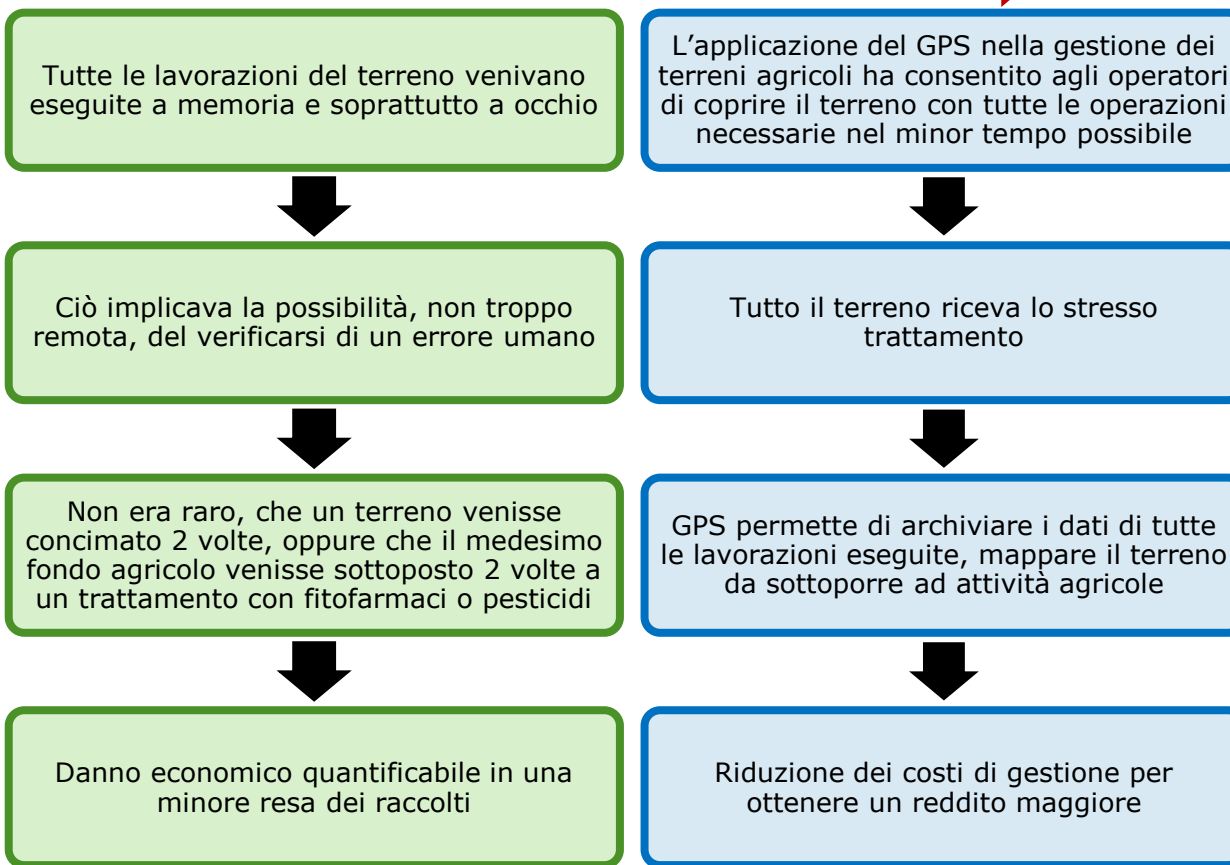 Tutte le lavorazioni del terreno venivano
eseguite a memoria e soprattutto a occhio
Ciò implicava la possibilità, non troppo
remota, del verificarsi di un errore umano
Non era raro, che un terreno venisse
concimato 2 volte, oppure che il medesimo
fondo agricolo venisse sottoposto 2 volte a
un trattamento con fitofarmaci o pesticidi
Danno economico quantificabile in una
minore resa dei raccolti
L’applicazione del GPS nella gestione dei
terreni agricoli ha consentito agli operatori
di coprire il terreno con tutte le operazioni
necessarie nel minor tempo possibile
Tutto il terreno riceva lo stresso
trattamento
GPS permette di archiviare i dati di tutte
le lavorazioni eseguite, mappare il terreno
da sottoporre ad attività agricole
Riduzione dei costi di gestione per
ottenere un reddito maggiore